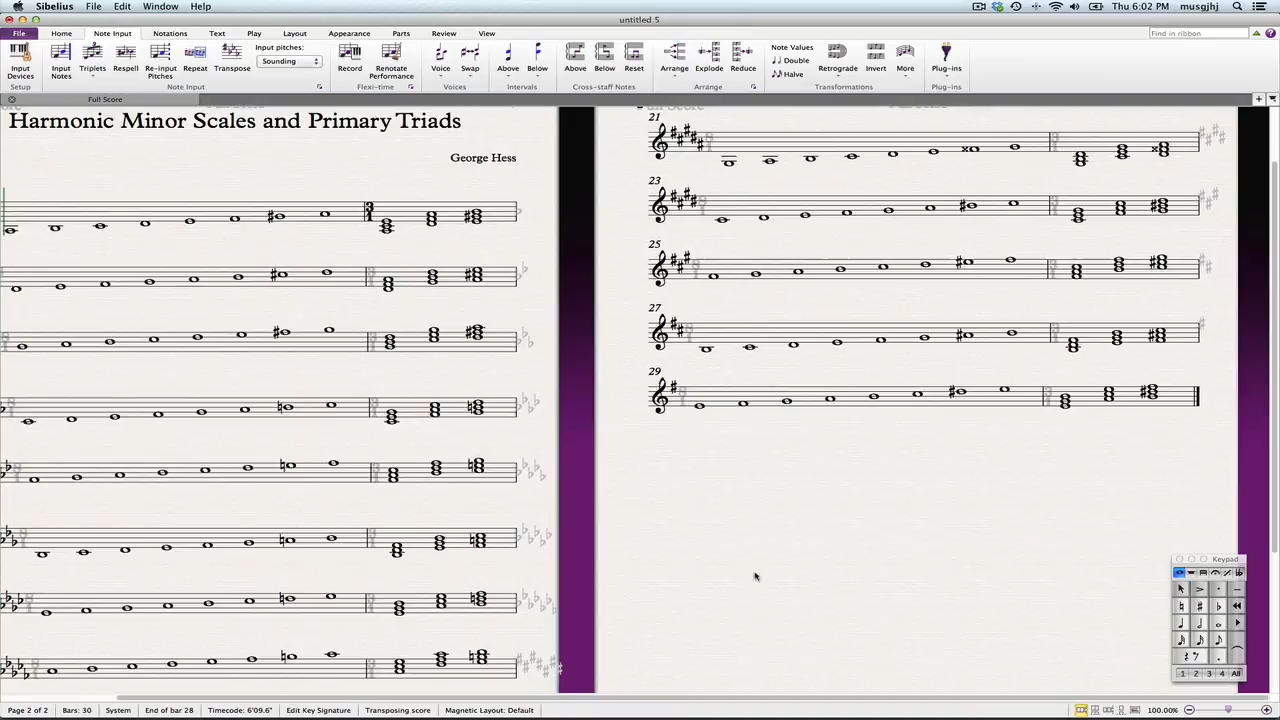 Sibelius File Edit Window Help Thu 6:02 PM musgjhj
untitled 5
File Home Note Input Notations Text Play Layout Appearance Parts Review View Find in ribbon
Input Devices Input Notes Triplets Respell Re-input Pitches Repeat Transpose Input pitches: Sounding Record Renotate Performance Voice Swap Above Below Above Below Reset Arrange Explode Reduce Note Values Double Halve Retrograde Invert More Plug-ins
Setup Note Input Flexi-time Voices Intervals Cross-staff Notes Arrange Transformations Plug-ins
Full Score
Harmonic Minor Scales and Primary Triads
George Hess
3
1
21
23
25
27
29
Keypad
1 2 3 4 All
Page 2 of 2 Bars: 30 System End of bar 28 Timecode: 6'09.6" Edit Key Signature Transposing score Magnetic Layout: Default 100.00%